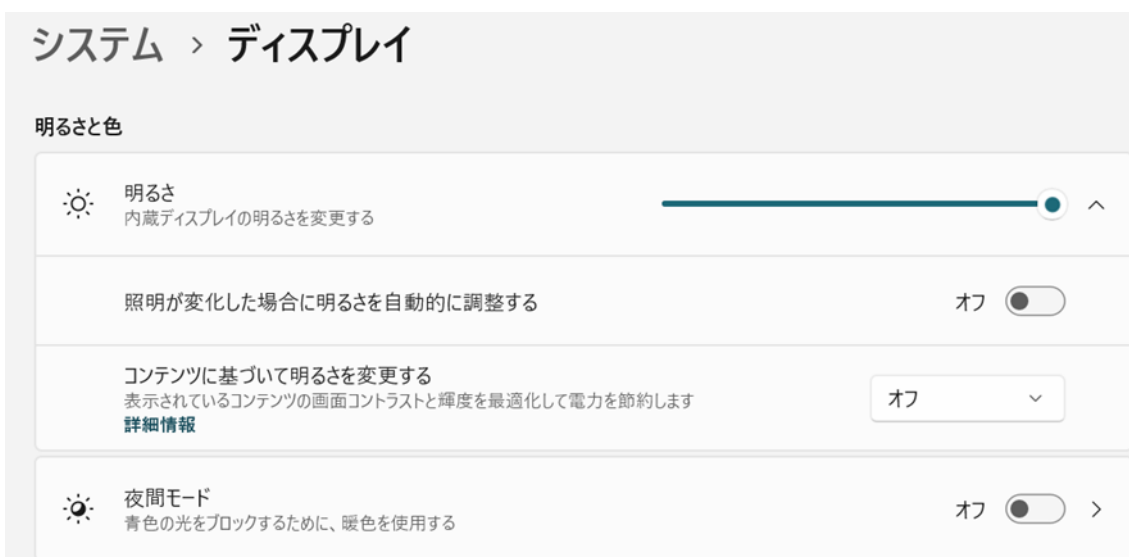 システム > ディスプレイ
明るさと色
明るさ
内蔵ディスプレイの明るさを変更する
照明が変化した場合に明るさを自動的に調整する
オフ
コンテンツに基づいて明るさを変更する
表示されているコンテンツの画面コントラストと輝度を最適化して電力を節約します
詳細情報
オフ
夜間モード
青色の光をブロックするために、暖色を使用する
オフ